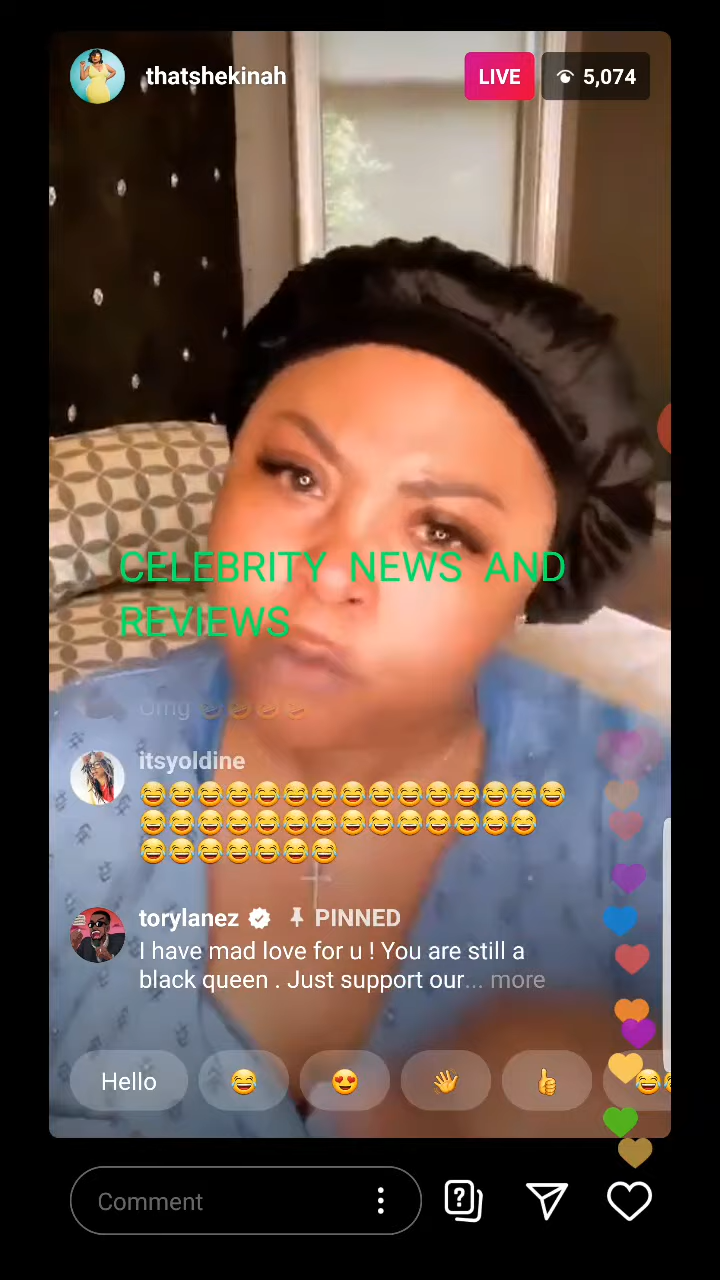 thatshekinah
LIVE
5,074
CELEBRITY NEWS AND
REVIEWS
Omg 😂😂😂😂
itsyoldine
😂😂😂😂😂😂😂😂😂😂😂😂😂😂😂
😂😂😂😂😂😂😂😂😂😂😂😂😂😂
😂😂😂😂😂😂😂
torylanez PINNED
I have mad love for u ! You are still a
black queen . Just support our... more
Hello
Comment